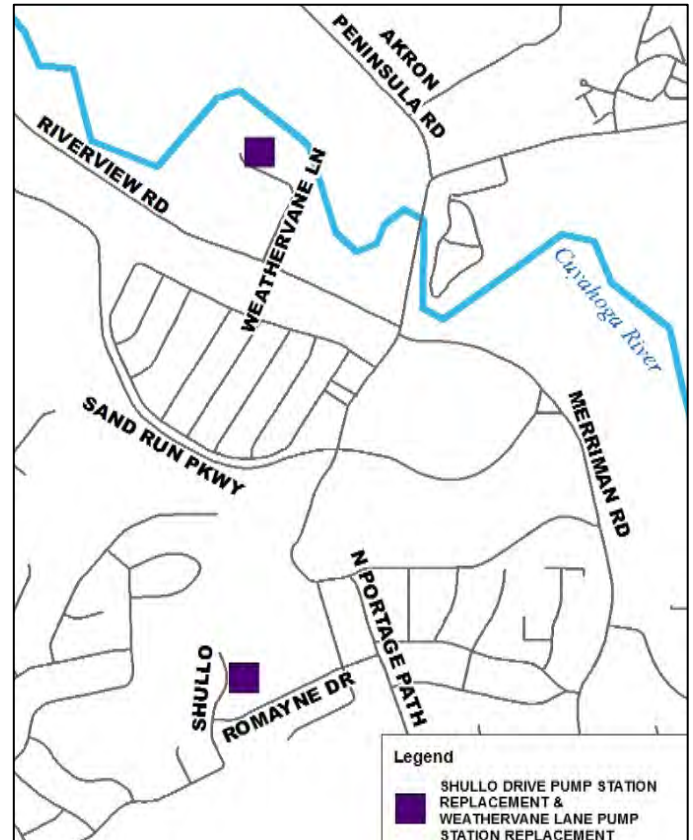 AKRON
PENINSULA RD
RIVERVIEW RD
WEATHERVANE LN
Cuyahoga River
SAND RUN PKWY
MERRIMAN RD
N PORTAGE PATH
SHULLO
ROMAYNE DR
Legend
SHULLO DRIVE PUMP STATION
REPLACEMENT &
WEATHERVANE LANE PUMP
STATION REPLACEMENT